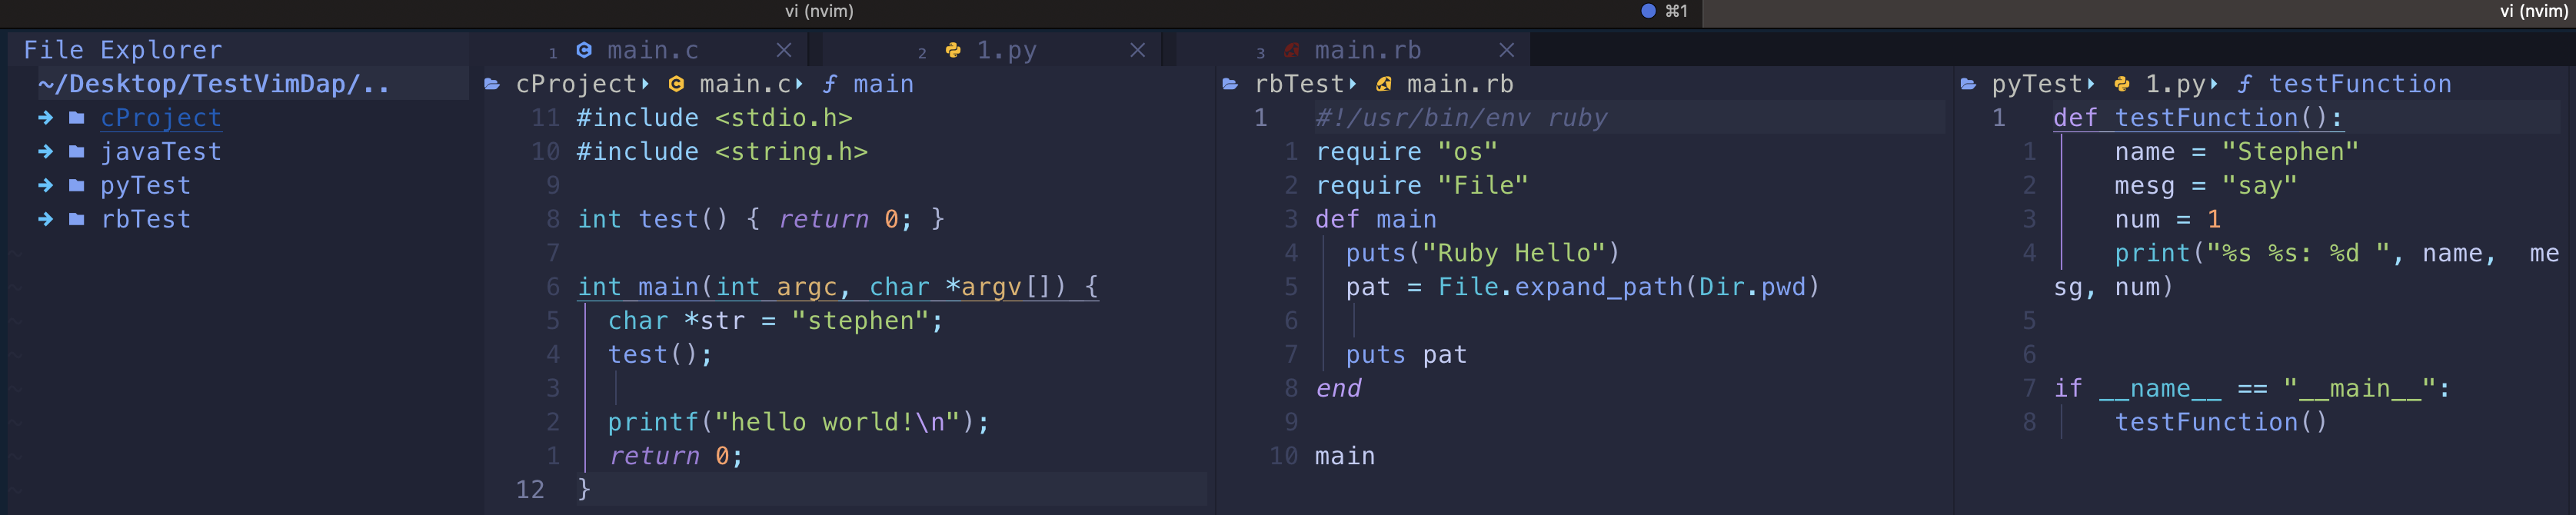 vi (nvim) ⌘1 vi (nvim)
File Explorer
~/Desktop/TestVimDap/..
cProject
javaTest
pyTest
rbTest
1 main.c × 2 1.py × 3 main.rb ×
cProject main.c ƒ main
11 #include <stdio.h>
10 #include <string.h>
9
8 int test() { return 0; }
7
6 int main(int argc, char *argv[]) {
5   char *str = "stephen";
4   test();
3
2   printf("hello world!\n");
1   return 0;
12 }
rbTest main.rb
1 #!/usr/bin/env ruby
1 require "os"
2 require "File"
3 def main
4   puts("Ruby Hello")
5   pat = File.expand_path(Dir.pwd)
6
7   puts pat
8 end
9
10 main
pyTest 1.py ƒ testFunction
1 def testFunction():
1     name = "Stephen"
2     mesg = "say"
3     num = 1
4     print("%s %s: %d ", name,  me
sg, num)
5
6
7 if __name__ == "__main__":
8     testFunction()